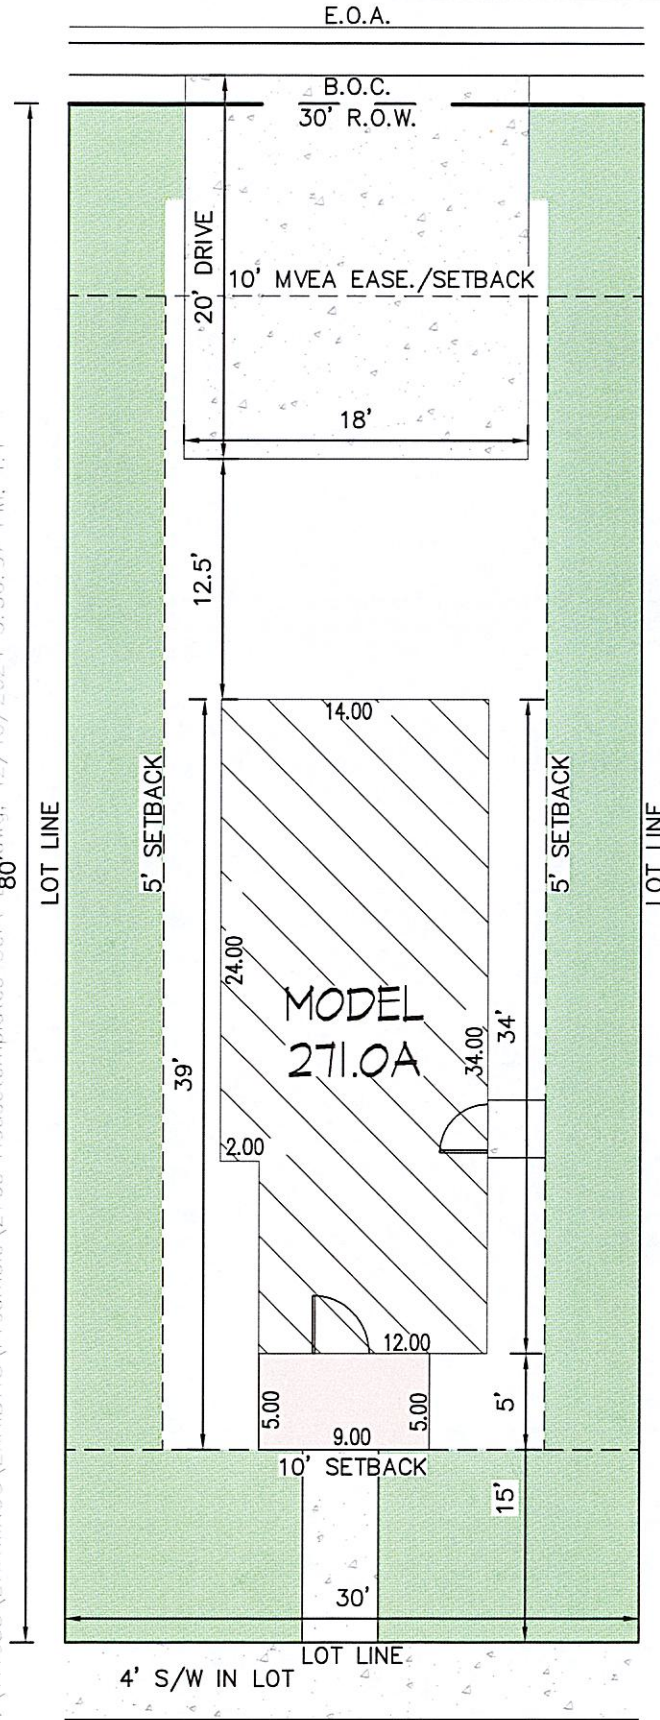 E.O.A.
B.O.C.
30' R.O.W.
20' DRIVE
10' MVEA EASE./SETBACK
18'
12.5'
14.00
80'
LOT LINE
5' SETBACK
5' SETBACK
LOT LINE
24.00
MODEL
271.0A
34.00
34'
39'
2.00
12.00
5.00
5.00
9.00
5'
10' SETBACK
15'
30'
LOT LINE
4' S/W IN LOT